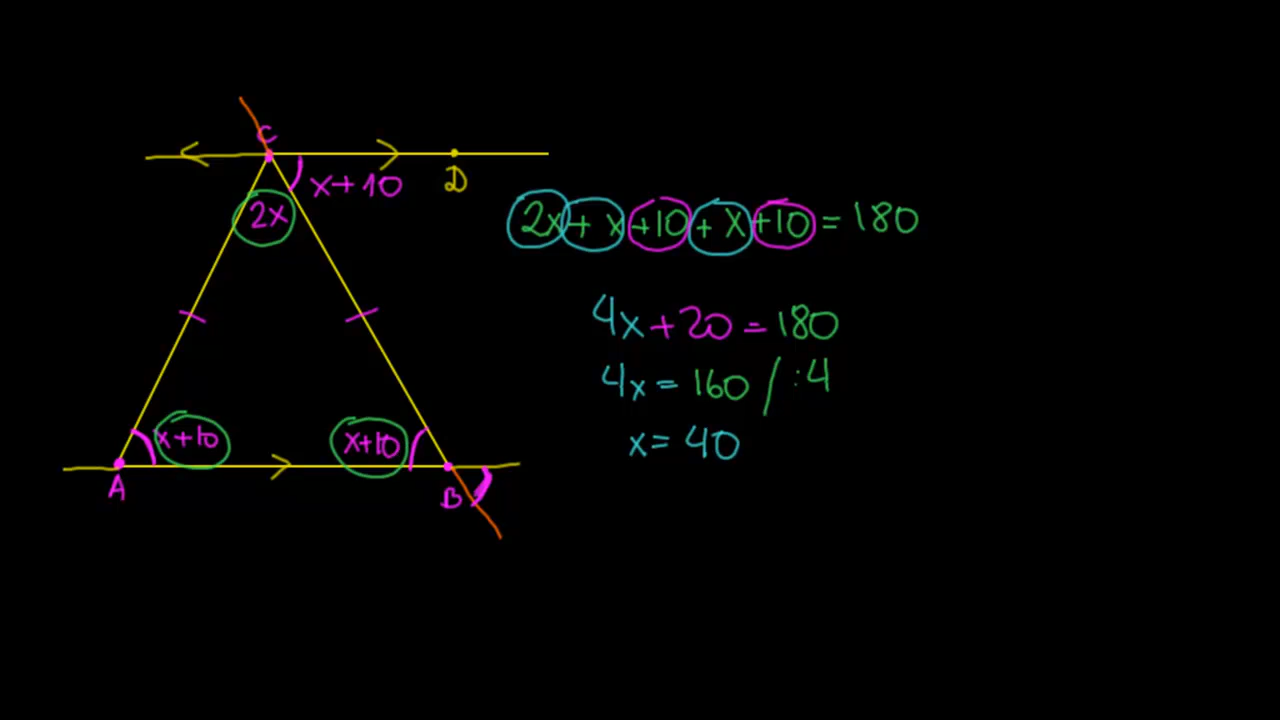 C
x+10
D
2x
2x + x +10 + x +10 = 180
4x + 20 = 180
4x = 160 / :4
x+10
x+10
x = 40
A
B